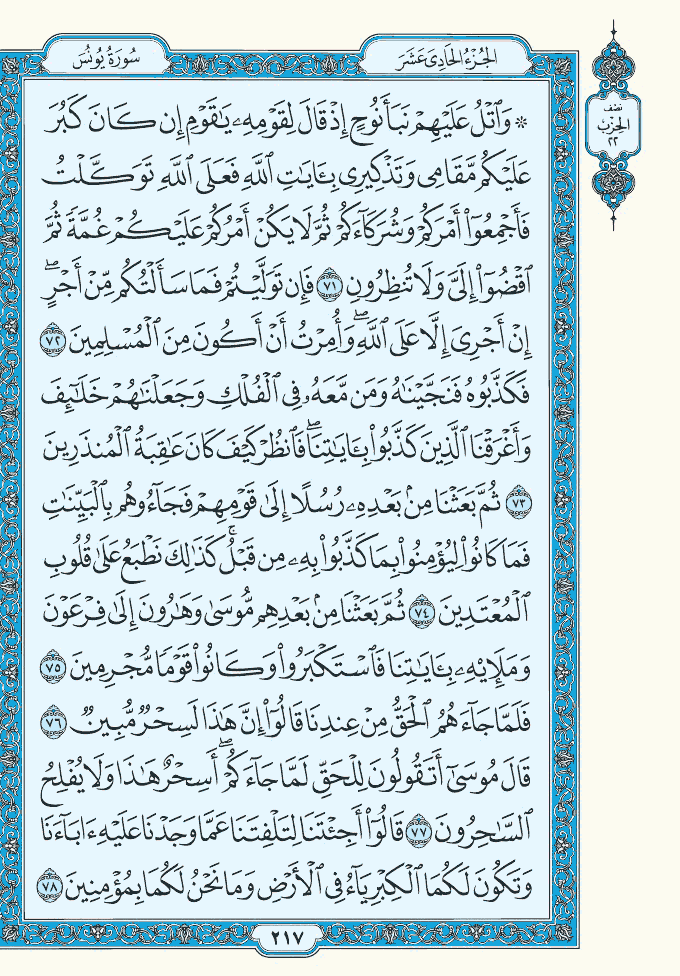 سُورَةُ يُونُسَ
الجُزْءُ الحَادِي عَشَرَ
نصف
الحزب
٢٢
۞ وَٱتۡلُ عَلَيۡهِمۡ نَبَأَ نُوحٍ إِذۡ قَالَ لِقَوۡمِهِۦ يَٰقَوۡمِ إِن كَانَ كَبُرَ
عَلَيۡكُم مَّقَامِي وَتَذۡكِيرِي بِـَٔايَٰتِ ٱللَّهِ فَعَلَى ٱللَّهِ تَوَكَّلۡتُ
فَأَجۡمِعُوٓاْ أَمۡرَكُمۡ وَشُرَكَآءَكُمۡ ثُمَّ لَا يَكُنۡ أَمۡرُكُمۡ عَلَيۡكُمۡ غُمَّةٗ ثُمَّ
ٱقۡضُوٓاْ إِلَيَّ وَلَا تُنظِرُونِ ٧١ فَإِن تَوَلَّيۡتُمۡ فَمَا سَأَلۡتُكُم مِّنۡ أَجۡرٍۖ
إِنۡ أَجۡرِيَ إِلَّا عَلَى ٱللَّهِۖ وَأُمِرۡتُ أَنۡ أَكُونَ مِنَ ٱلۡمُسۡلِمِينَ ٧٢
فَكَذَّبُوهُ فَنَجَّيۡنَٰهُ وَمَن مَّعَهُۥ فِي ٱلۡفُلۡكِ وَجَعَلۡنَٰهُمۡ خَلَٰٓئِفَ
وَأَغۡرَقۡنَا ٱلَّذِينَ كَذَّبُواْ بِـَٔايَٰتِنَاۖ فَٱنظُرۡ كَيۡفَ كَانَ عَٰقِبَةُ ٱلۡمُنذَرِينَ
٧٣ ثُمَّ بَعَثۡنَا مِنۢ بَعۡدِهِۦ رُسُلًا إِلَىٰ قَوۡمِهِمۡ فَجَآءُوهُم بِٱلۡبَيِّنَٰتِ
فَمَا كَانُواْ لِيُؤۡمِنُواْ بِمَا كَذَّبُواْ بِهِۦ مِن قَبۡلُۚ كَذَٰلِكَ نَطۡبَعُ عَلَىٰ قُلُوبِ
ٱلۡمُعۡتَدِينَ ٧٤ ثُمَّ بَعَثۡنَا مِنۢ بَعۡدِهِم مُّوسَىٰ وَهَٰرُونَ إِلَىٰ فِرۡعَوۡنَ
وَمَلَإِيْهِۦ بِـَٔايَٰتِنَا فَٱسۡتَكۡبَرُواْ وَكَانُواْ قَوۡمٗا مُّجۡرِمِينَ ٧٥
فَلَمَّا جَآءَهُمُ ٱلۡحَقُّ مِنۡ عِندِنَا قَالُوٓاْ إِنَّ هَٰذَا لَسِحۡرٞ مُّبِينٞ ٧٦
قَالَ مُوسَىٰٓ أَتَقُولُونَ لِلۡحَقِّ لَمَّا جَآءَكُمۡۖ أَسِحۡرٌ هَٰذَا وَلَا يُفۡلِحُ
ٱلسَّٰحِرُونَ ٧٧ قَالُوٓاْ أَجِئۡتَنَا لِتَلۡفِتَنَا عَمَّا وَجَدۡنَا عَلَيۡهِ ءَابَآءَنَا
وَتَكُونَ لَكُمَا ٱلۡكِبۡرِيَآءُ فِي ٱلۡأَرۡضِ وَمَا نَحۡنُ لَكُمَا بِمُؤۡمِنِينَ ٧٨
٢١٧